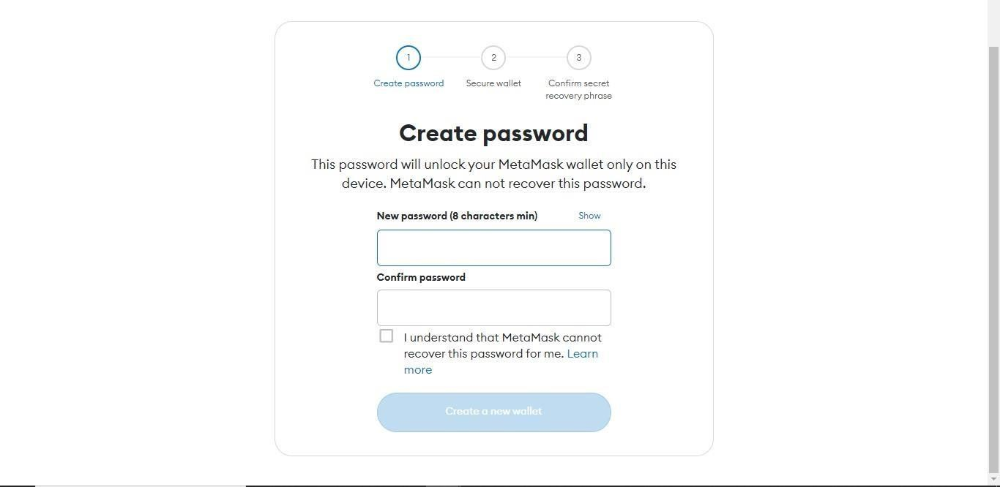 1
2
3
Create password
Secure wallet
Confirm secret
recovery phrase
Create password
This password will unlock your MetaMask wallet only on this
device. MetaMask can not recover this password.
New password (8 characters min)
Show
Confirm password
I understand that MetaMask cannot
recover this password for me. Learn
more
Create a new wallet